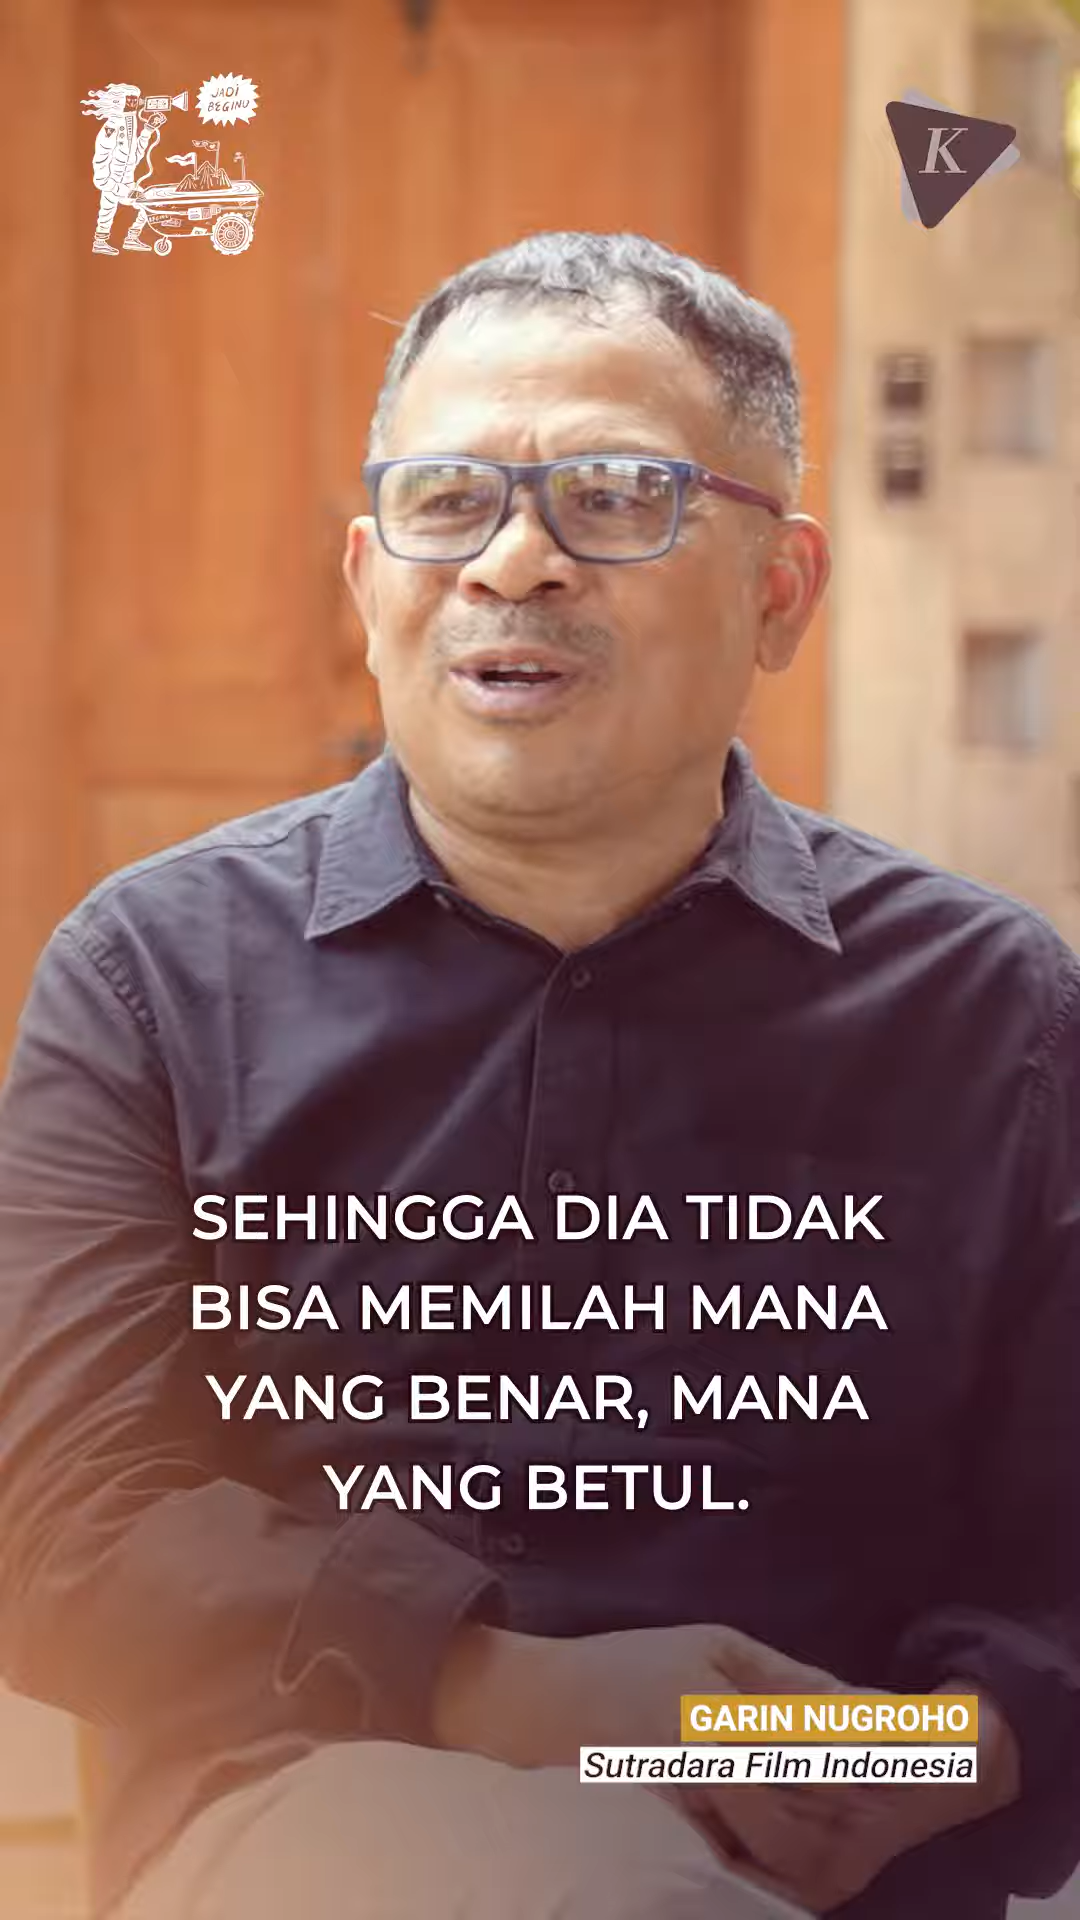 JADI
BEGINU
K
SEHINGGA DIA TIDAK
BISA MEMILAH MANA
YANG BENAR, MANA
YANG BETUL.
GARIN NUGROHO
Sutradara Film Indonesia